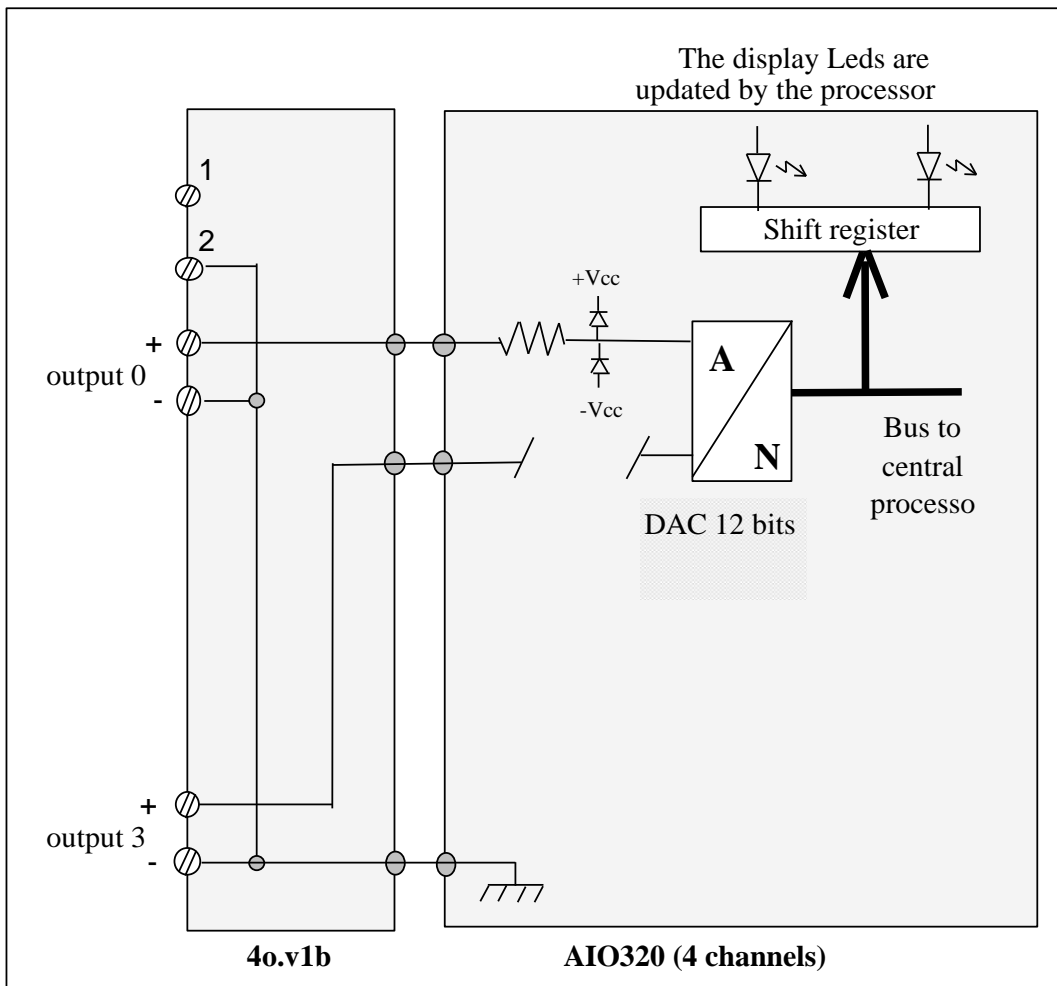 The display Leds are
updated by the processor
1
2
Shift register
+Vcc
+
output 0
-
-Vcc
A
N
Bus to
central
processo
DAC 12 bits
+
output 3
-
4o.v1b
AIO320 (4 channels)